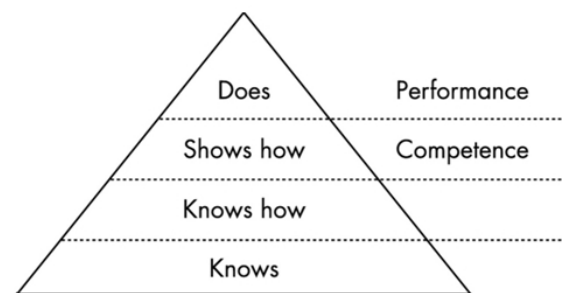 Does Performance
Shows how Competence
Knows how
Knows